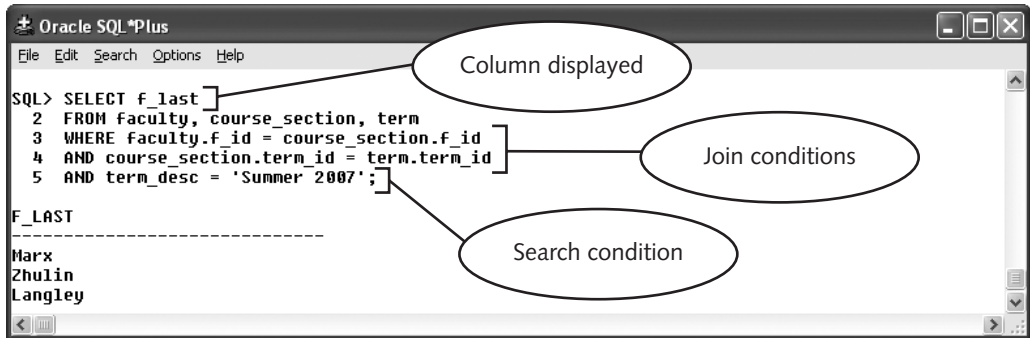 Oracle SQL*Plus
File Edit Search Options Help
Column displayed
SQL> SELECT f_last
2 FROM faculty, course_section, term
3 WHERE faculty.f_id = course_section.f_id
4 AND course_section.term_id = term.term_id
5 AND term_desc = 'Summer 2007';
Join conditions
Search condition
F_LAST
------------------------------
Marx
Zhulin
Langley